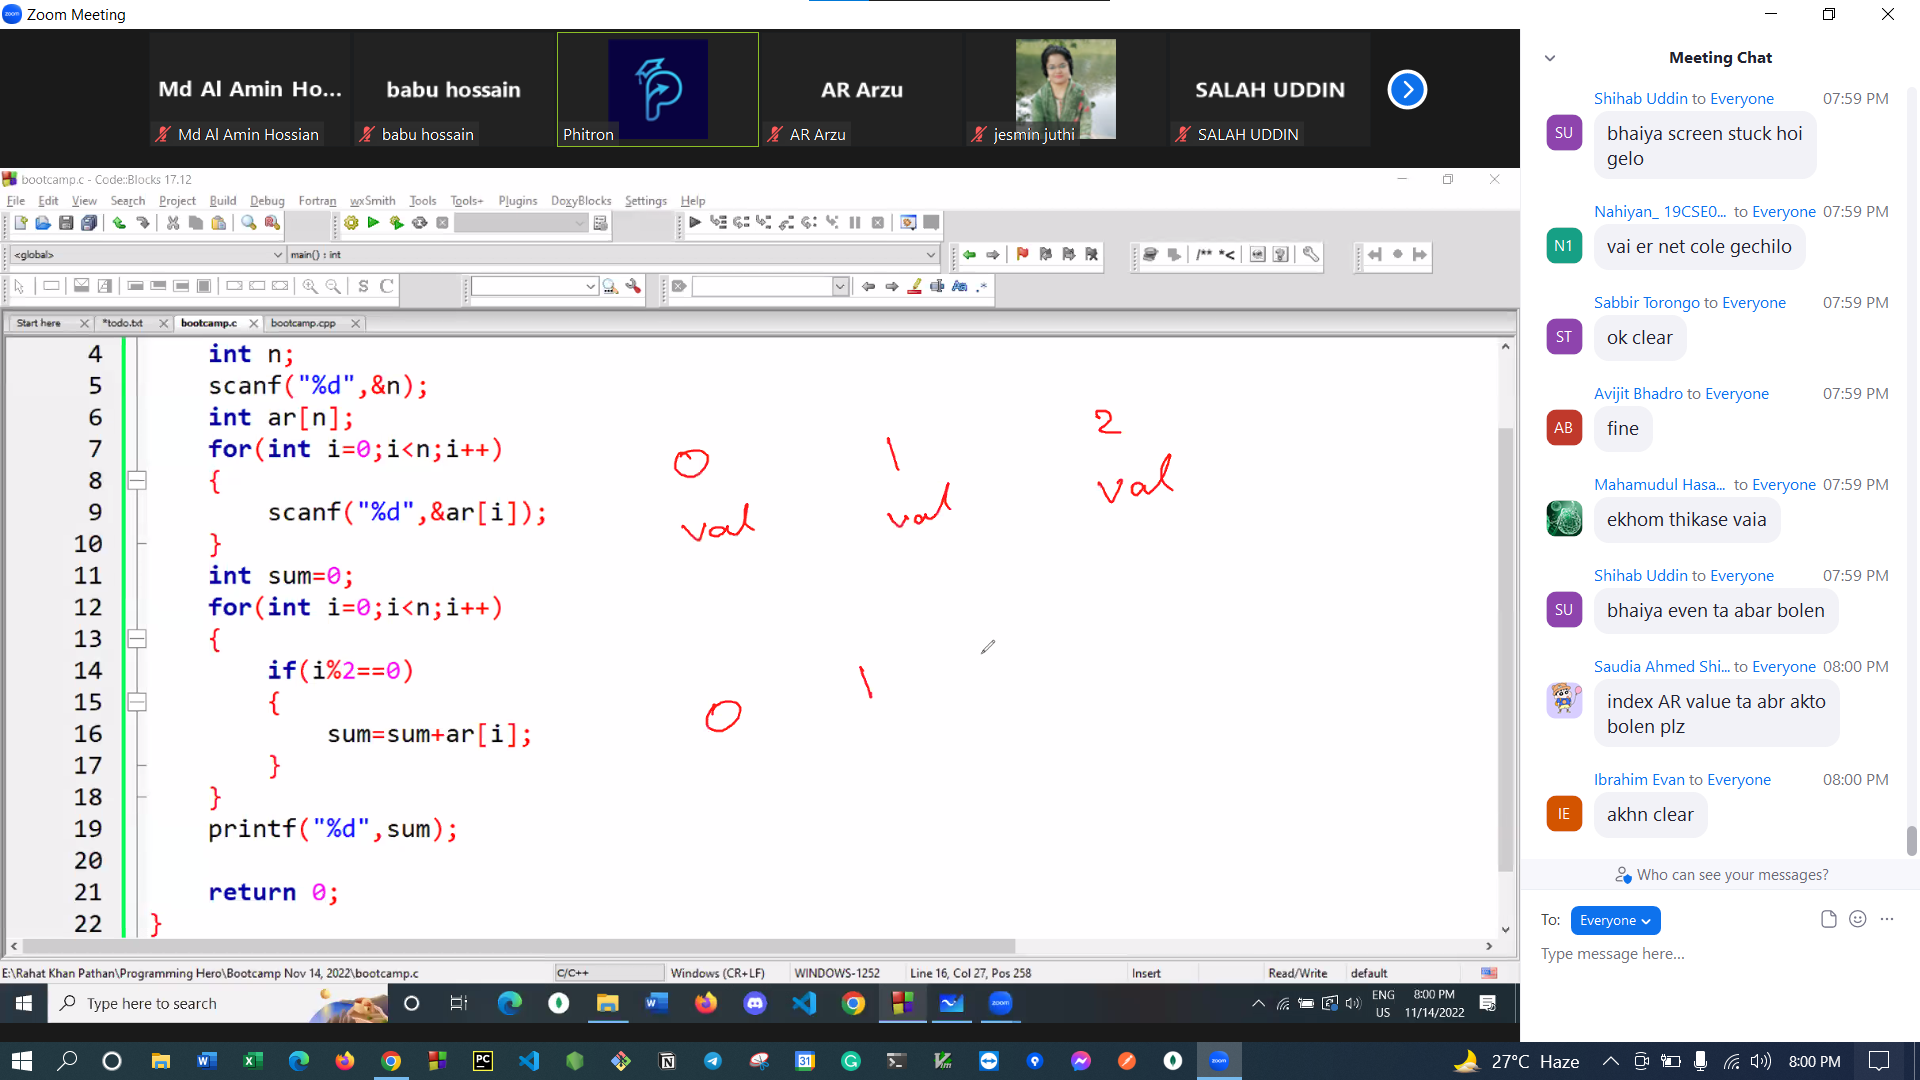 Zoom Meeting
Md Al Amin Ho...
babu hossain
AR Arzu
SALAH UDDIN
Md Al Amin Hossian
babu hossain
Phitron
AR Arzu
jesmin juthi
SALAH UDDIN
bootcamp.c - Code::Blocks 17.12
File Edit View Search Project Build Debug Fortran wxSmith Tools Tools+ Plugins DoxyBlocks Settings Help
<global>
main() : int
/** *<
S C
Start here
*todo.txt
bootcamp.c
bootcamp.cpp
4 int n;
5 scanf("%d",&n);
6 int ar[n];
7 for(int i=0;i<n;i++)
8 {
9 scanf("%d",&ar[i]);
10 }
11 int sum=0;
12 for(int i=0;i<n;i++)
13 {
14 if(i%2==0)
15 {
16 sum=sum+ar[i];
17 }
18 }
19 printf("%d",sum);
20
21 return 0;
22 }
0 1 2
val val val
0 1
E:\Rahat Khan Pathan\Programming Hero\Bootcamp Nov 14, 2022\bootcamp.c
C/C++
Windows (CR+LF)
WINDOWS-1252
Line 16, Col 27, Pos 258
Insert
Read/Write
default
Type here to search
ENG
US
8:00 PM
11/14/2022
Meeting Chat
Shihab Uddin to Everyone 07:59 PM
SU
bhaiya screen stuck hoi
gelo
Nahiyan_ 19CSE0... to Everyone 07:59 PM
N1
vai er net cole gechilo
Sabbir Torongo to Everyone 07:59 PM
ST
ok clear
Avijit Bhadro to Everyone 07:59 PM
AB
fine
Mahamudul Hasa... to Everyone 07:59 PM
ekhom thikase vaia
Shihab Uddin to Everyone 07:59 PM
SU
bhaiya even ta abar bolen
Saudia Ahmed Shi... to Everyone 08:00 PM
index AR value ta abr akto
bolen plz
Ibrahim Evan to Everyone 08:00 PM
IE
akhn clear
Who can see your messages?
To: Everyone
Type message here...
27°C Haze
8:00 PM